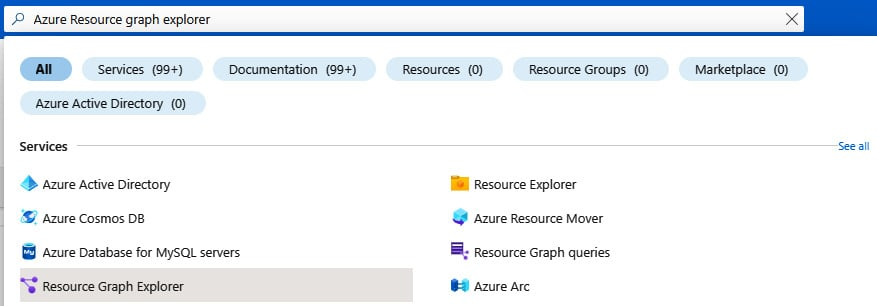 Azure Resource graph explorer
All
Services (99+)
Documentation (99+)
Resources (0)
Resource Groups (0)
Marketplace (0)
Azure Active Directory (0)
Services
See all
Azure Active Directory
Resource Explorer
Azure Cosmos DB
Azure Resource Mover
Azure Database for MySQL servers
Resource Graph queries
Resource Graph Explorer
Azure Arc